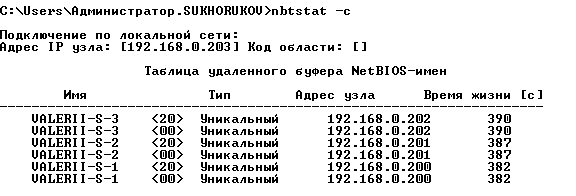 C:\Users\Администратор.SUKHORUKOV>nbtstat -c
Подключение по локальной сети:
Адрес IP узла: [192.168.0.203] Код области: []
Таблица удаленного буфера NetBIOS-имен
Имя Тип Адрес узла Время жизни [с]
------------------------------------------------------------
VALERII-S-3 <20> Уникальный 192.168.0.202 390
VALERII-S-3 <00> Уникальный 192.168.0.202 390
VALERII-S-2 <20> Уникальный 192.168.0.201 387
VALERII-S-2 <00> Уникальный 192.168.0.201 387
VALERII-S-1 <20> Уникальный 192.168.0.200 382
VALERII-S-1 <00> Уникальный 192.168.0.200 382